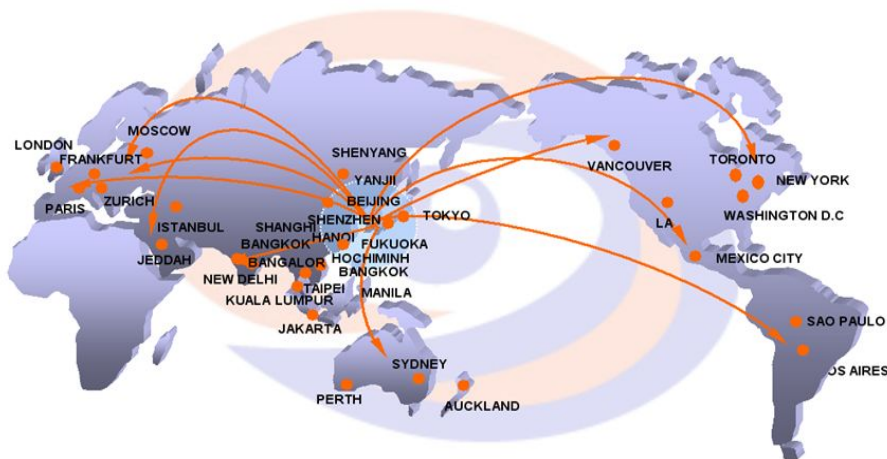 LONDON
MOSCOW
FRANKFURT
PARIS
ZURICH
ISTANBUL
JEDDAH
SHENYANG
YANJII
BEIJING
SHANGHI
SHENZHEN
TOKYO
HANOI
FUKUOKA
BANGKOK
HOCHIMINH
BANGALOR
BANGKOK
NEW DELHI
TAIPEI
MANILA
KUALA LUMPUR
JAKARTA
SYDNEY
PERTH
AUCKLAND
VANCOUVER
TORONTO
NEW YORK
LA
WASHINGTON D.C
MEXICO CITY
SAO PAULO
OS AIRES